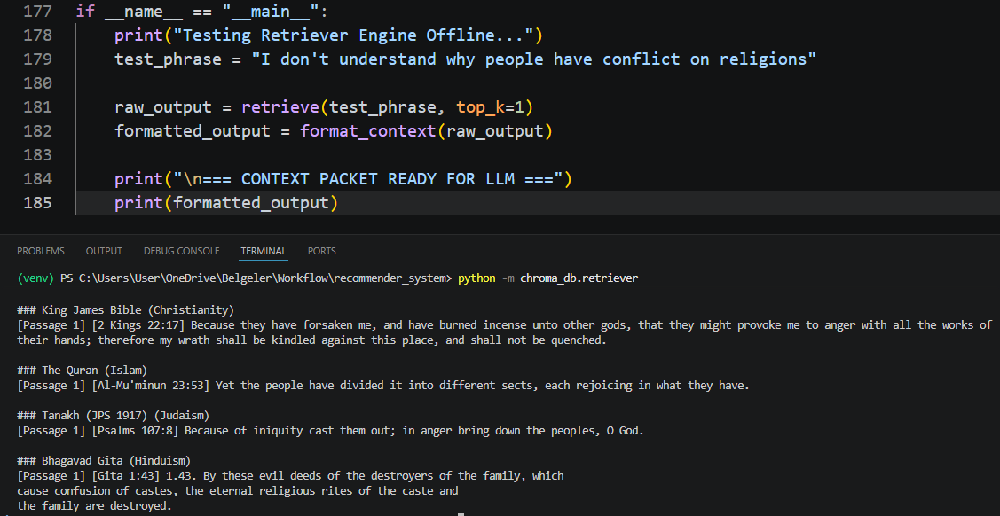 177 if __name__ == "__main__":
178     print("Testing Retriever Engine Offline...")
179     test_phrase = "I don't understand why people have conflict on religions"
180
181     raw_output = retrieve(test_phrase, top_k=1)
182     formatted_output = format_context(raw_output)
183
184     print("\n=== CONTEXT PACKET READY FOR LLM ===")
185     print(formatted_output)
PROBLEMS OUTPUT DEBUG CONSOLE TERMINAL PORTS
(venv) PS C:\Users\User\OneDrive\Belgeler\Workflow\recommender_system> python -m chroma_db.retriever
### King James Bible (Christianity)
[Passage 1] [2 Kings 22:17] Because they have forsaken me, and have burned incense unto other gods, that they might provoke me to anger with all the works of
their hands; therefore my wrath shall be kindled against this place, and shall not be quenched.
### The Quran (Islam)
[Passage 1] [Al-Mu'minun 23:53] Yet the people have divided it into different sects, each rejoicing in what they have.
### Tanakh (JPS 1917) (Judaism)
[Passage 1] [Psalms 107:8] Because of iniquity cast them out; in anger bring down the peoples, O God.
### Bhagavad Gita (Hinduism)
[Passage 1] [Gita 1:43] 1.43. By these evil deeds of the destroyers of the family, which
cause confusion of castes, the eternal religious rites of the caste and
the family are destroyed.